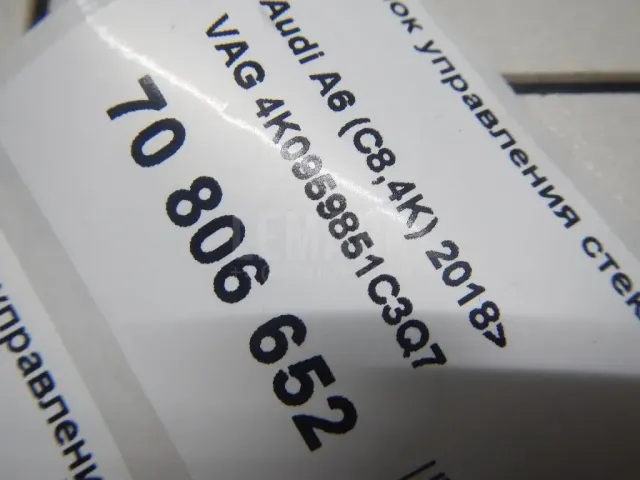 ок управления стек
Audi A6 (C8,4K) 2018>
VAG 4K0959851C3Q7
70 806 652
управлени